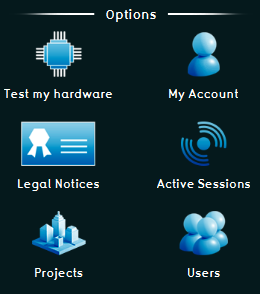 Options
Test my hardware
My Account
Legal Notices
Active Sessions
Projects
Users